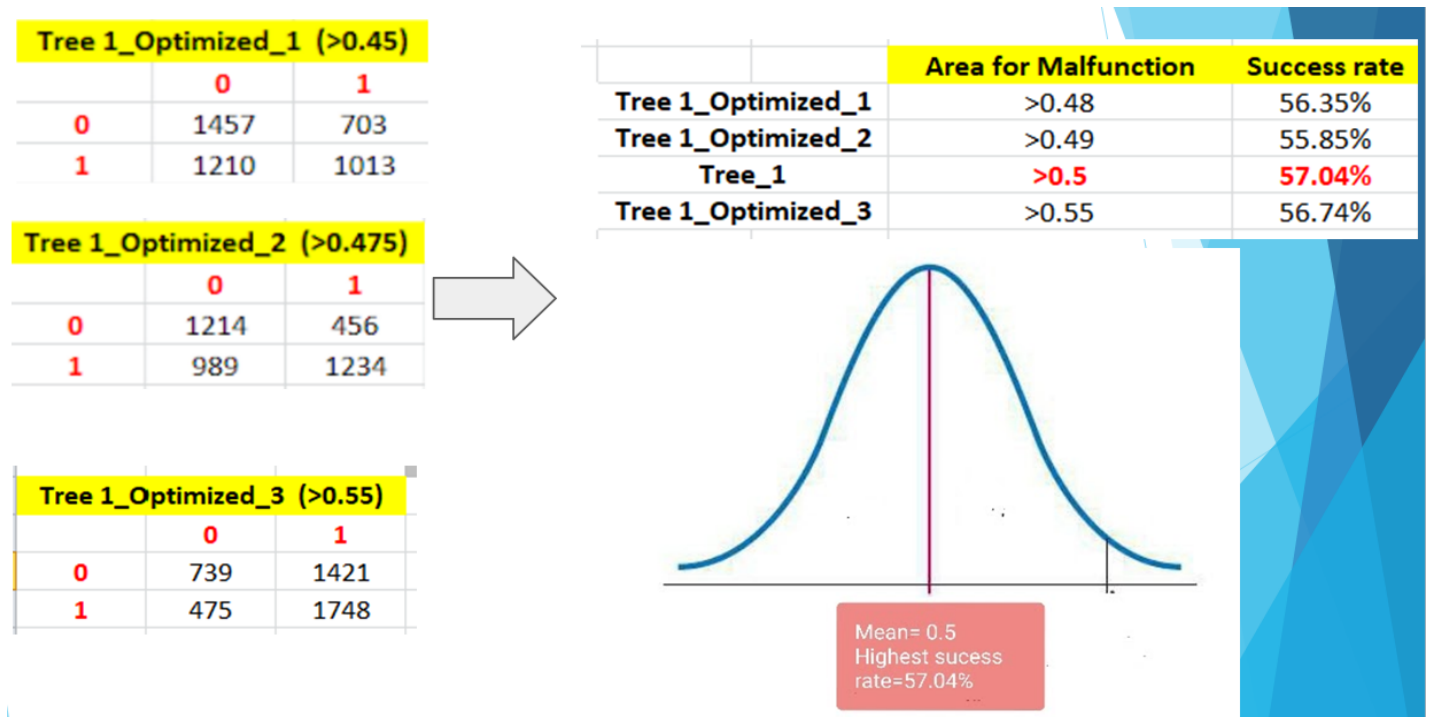 Tree 1_Optimized_1 (>0.45)
0 1
0 1457 703
1 1210 1013
Tree 1_Optimized_2 (>0.475)
0 1
0 1214 456
1 989 1234
Tree 1_Optimized_3 (>0.55)
0 1
0 739 1421
1 475 1748
Area for Malfunction Success rate
Tree 1_Optimized_1 >0.48 56.35%
Tree 1_Optimized_2 >0.49 55.85%
Tree_1 >0.5 57.04%
Tree 1_Optimized_3 >0.55 56.74%
Mean= 0.5
Highest sucess
rate=57.04%